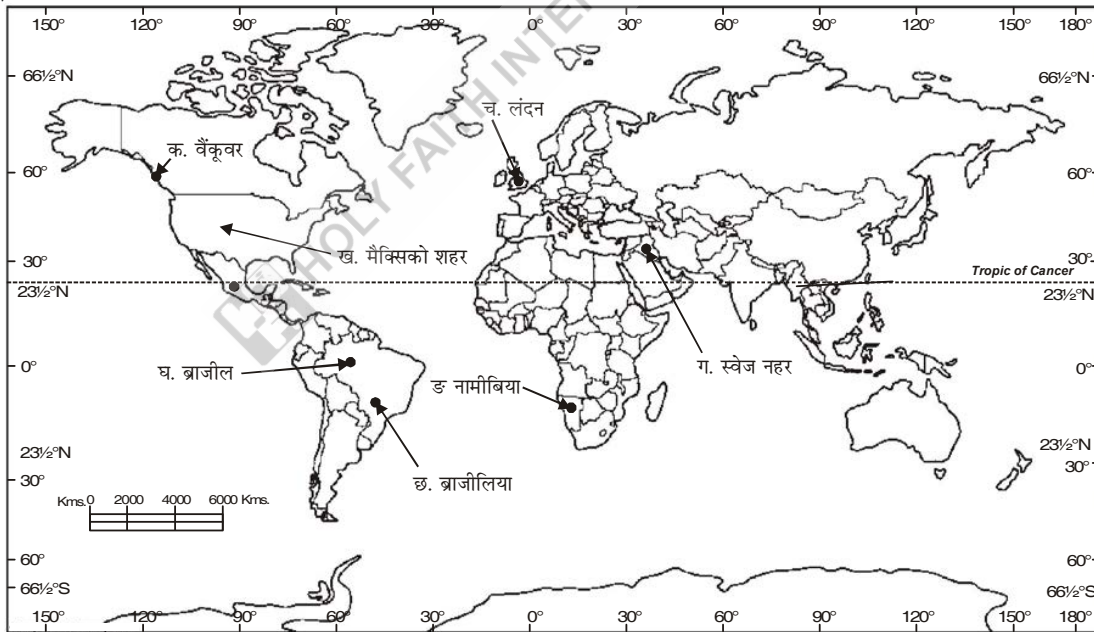 150° 120° 90° 60° 30° 0° 30° 60° 90° 120° 150° 180°
66½°N 66½°N
च. लंदन
क. वैंकूवर
60° 60°
HOLY FAITH INTER
ख. मैक्सिको शहर
30° 30°
Tropic of Cancer
23½°N 23½°N
घ. ब्राजील
ग. स्वेज नहर
0° 0°
ङ नामीबिया
23½°N 23½°N
30° 30°
छ. ब्राजीलिया
Kms. 0 2000 4000 6000 Kms.
60° 60°
66½°S 66½°S
150° 120° 90° 60° 30° 0° 30° 60° 90° 120° 150° 180°